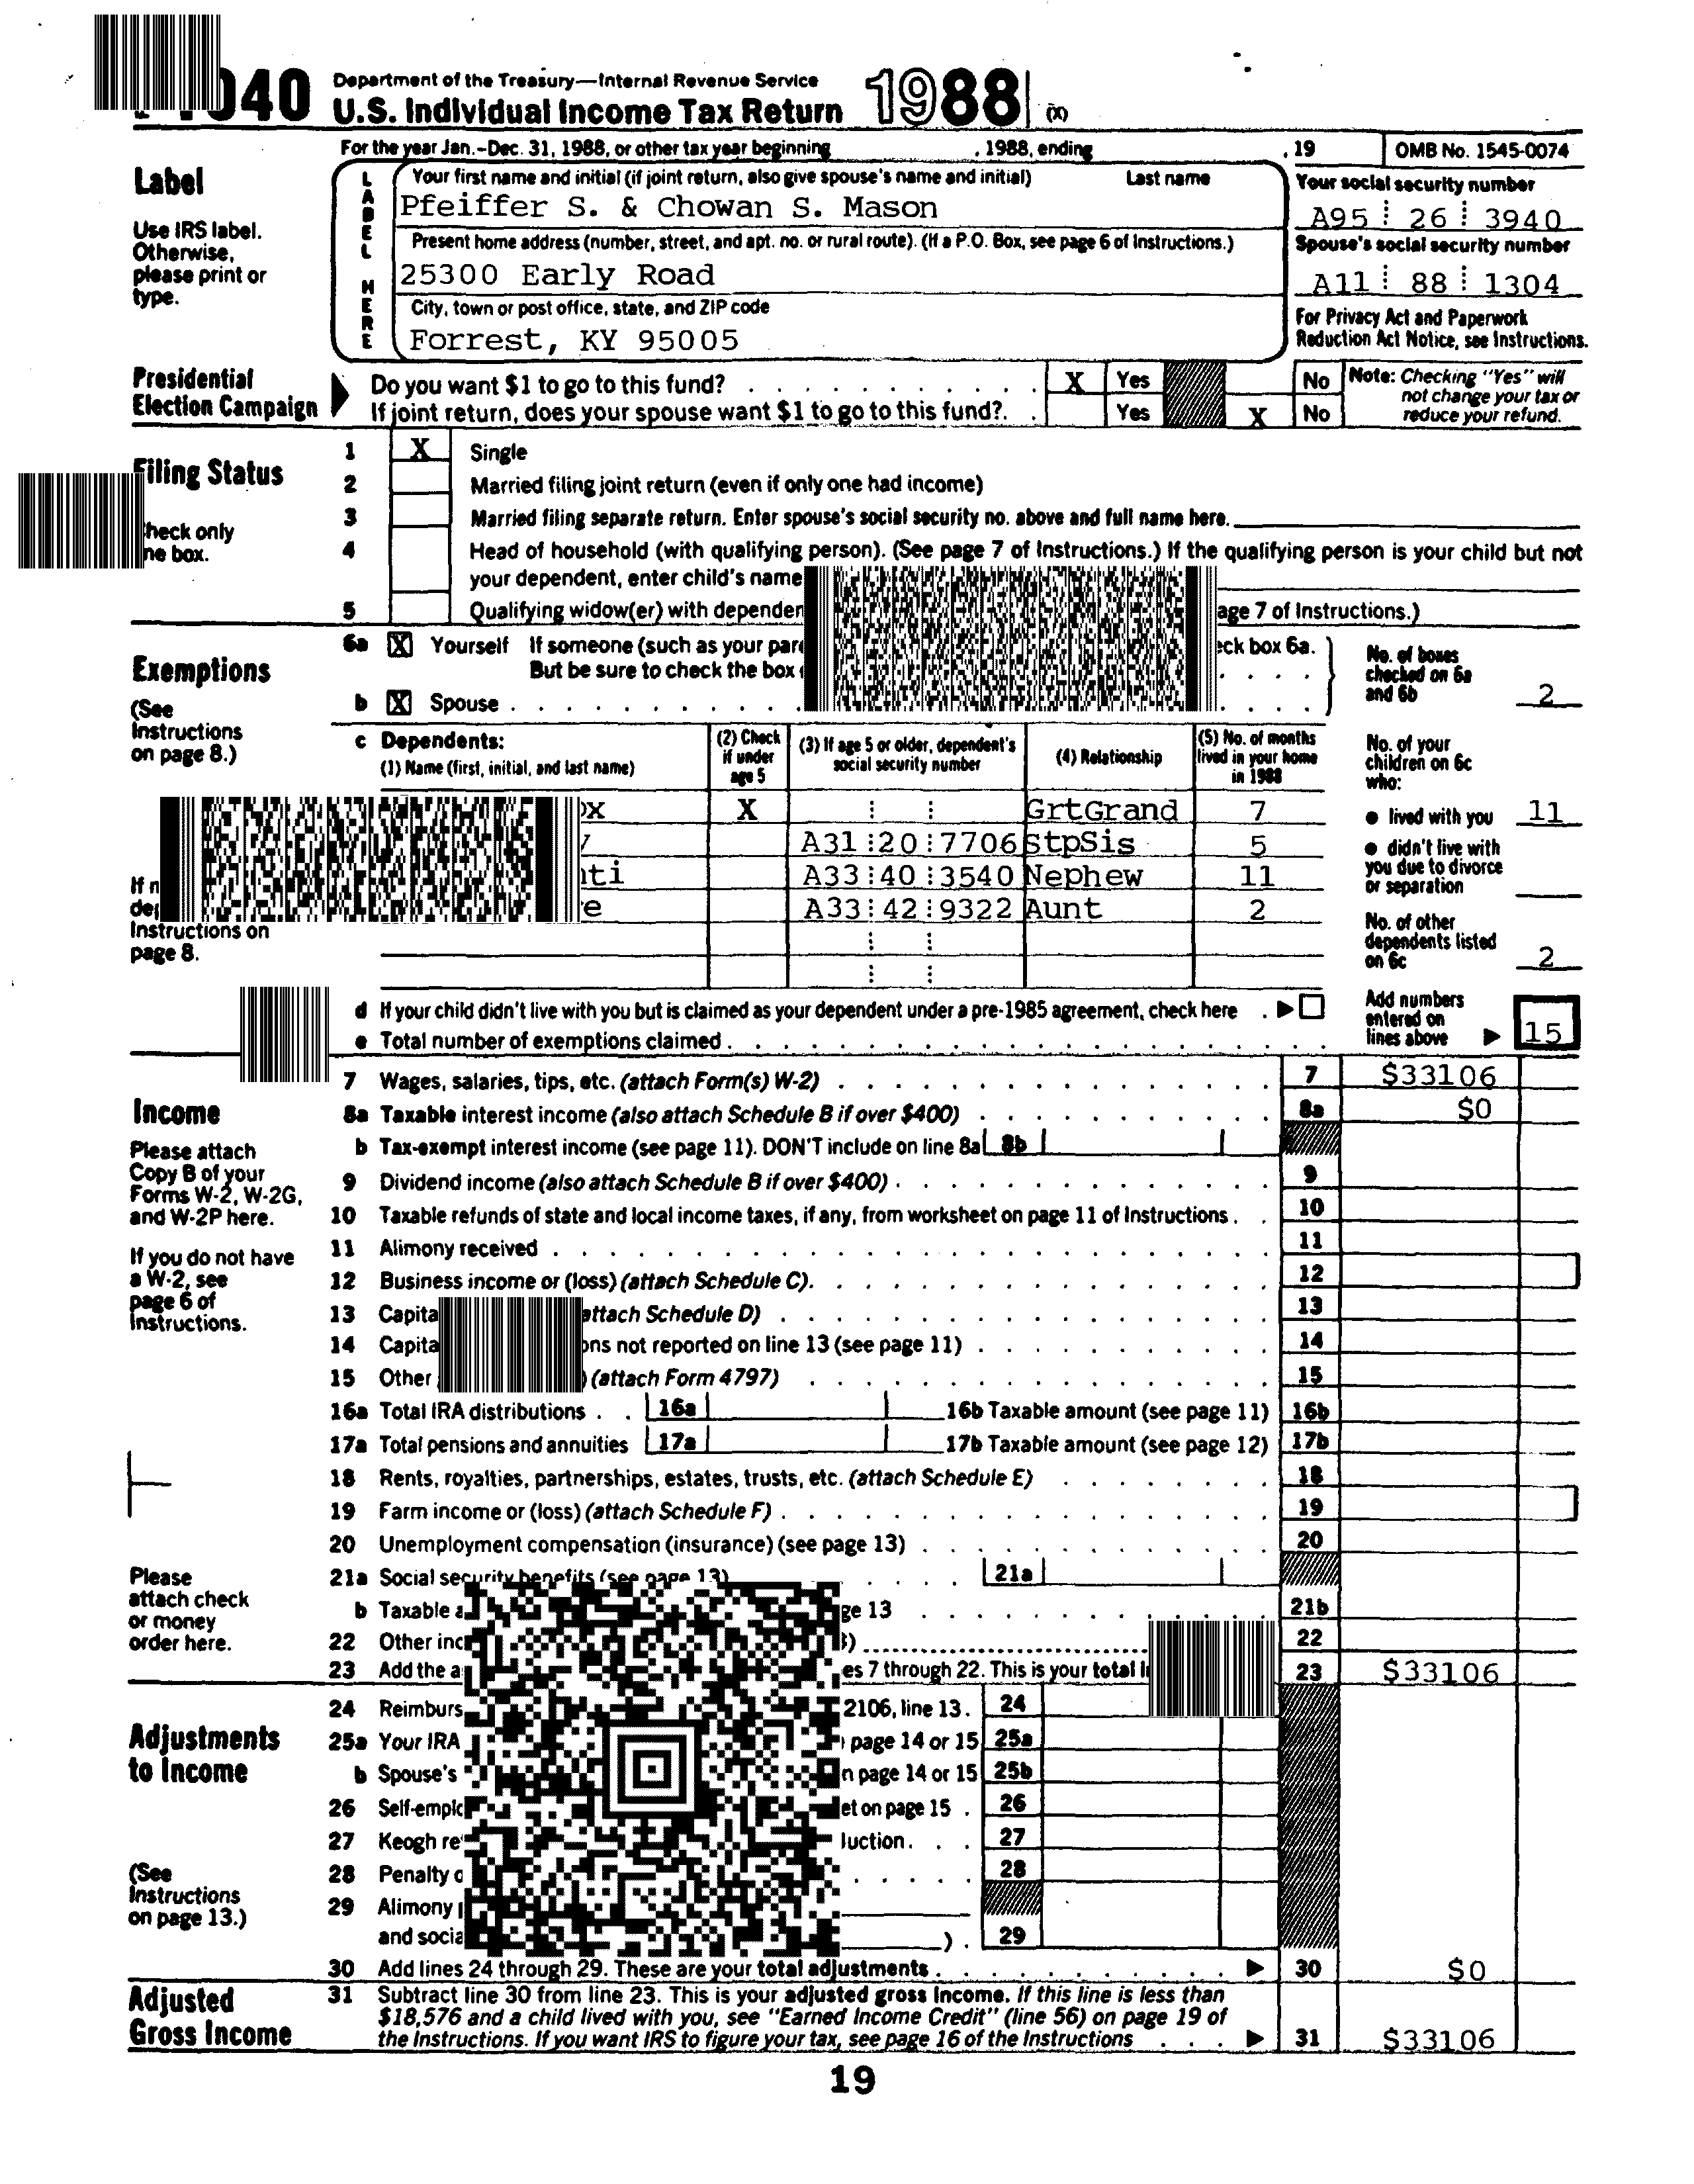 040 Department of the Treasury—Internal Revenue Service
U.S. Individual Income Tax Return 1988 (X)
For the year Jan.–Dec. 31, 1988, or other tax year beginning , 1988, ending , 19 OMB No. 1545-0074
Label
Use IRS label.
Otherwise,
please print or
type.
LABEL HERE
Your first name and initial (if joint return, also give spouse's name and initial) Last name
Pfeiffer S. & Chowan S. Mason
Present home address (number, street, and apt. no. or rural route). (If a P.O. Box, see page 6 of Instructions.)
25300 Early Road
City, town or post office, state, and ZIP code
Forrest, KY 95005
Your social security number
A95 26 3940
Spouse's social security number
A11 88 1304
For Privacy Act and Paperwork
Reduction Act Notice, see Instructions.
Presidential
Election Campaign
Do you want $1 to go to this fund? X Yes No
If joint return, does your spouse want $1 to go to this fund? Yes X No
Note: Checking "Yes" will
not change your tax or
reduce your refund.
Filing Status
heck only
ne box.
1 X Single
2 Married filing joint return (even if only one had income)
3 Married filing separate return. Enter spouse's social security no. above and full name here.
4 Head of household (with qualifying person). (See page 7 of Instructions.) If the qualifying person is your child but not
your dependent, enter child's name
5 Qualifying widow(er) with dependen age 7 of Instructions.)
Exemptions
(See
Instructions
on page 8.)
6a X Yourself If someone (such as your par eck box 6a.
But be sure to check the box
b X Spouse
No. of boxes
checked on 6a
and 6b 2
c Dependents:
(1) Name (first, initial, and last name)
(2) Check
if under
age 5
(3) If age 5 or older, dependent's
social security number
(4) Relationship
(5) No. of months
lived in your home
in 1988
X GrtGrand 7
A31 20 7706 StpSis 5
ti A33 40 3540 Nephew 11
e A33 42 9322 Aunt 2
No. of your
children on 6c
who:
● lived with you 11
● didn't live with
you due to divorce
or separation
No. of other
dependents listed
on 6c 2
If
Instructions on
page 8.
d If your child didn't live with you but is claimed as your dependent under a pre-1985 agreement, check here
e Total number of exemptions claimed
Add numbers
entered on
lines above 15
Income
Please attach
Copy B of your
Forms W-2, W-2G,
and W-2P here.
If you do not have
a W-2, see
page 6 of
Instructions.
Please
attach check
or money
order here.
7 Wages, salaries, tips, etc. (attach Form(s) W-2) 7 $33106
8a Taxable interest income (also attach Schedule B if over $400) 8a $0
b Tax-exempt interest income (see page 11). DON'T include on line 8a 8b
9 Dividend income (also attach Schedule B if over $400) 9
10 Taxable refunds of state and local income taxes, if any, from worksheet on page 11 of Instructions 10
11 Alimony received 11
12 Business income or (loss) (attach Schedule C) 12
13 Capita attach Schedule D) 13
14 Capita ons not reported on line 13 (see page 11) 14
15 Other (attach Form 4797) 15
16a Total IRA distributions 16a 16b Taxable amount (see page 11) 16b
17a Total pensions and annuities 17a 17b Taxable amount (see page 12) 17b
18 Rents, royalties, partnerships, estates, trusts, etc. (attach Schedule E) 18
19 Farm income or (loss) (attach Schedule F) 19
20 Unemployment compensation (insurance) (see page 13) 20
21a Social security benefits (see page 13) 21a
b Taxable a ge 13 21b
22 Other inc 22
23 Add the a es 7 through 22. This is your total 23 $33106
Adjustments
to Income
(See
Instructions
on page 13.)
24 Reimburs 2106, line 13. 24
25a Your IRA page 14 or 15 25a
b Spouse's n page 14 or 15 25b
26 Self-emplo et on page 15 26
27 Keogh re luction 27
28 Penalty o 28
29 Alimony
and socia ) 29
30 Add lines 24 through 29. These are your total adjustments 30 $0
Adjusted
Gross Income
31 Subtract line 30 from line 23. This is your adjusted gross income. If this line is less than
$18,576 and a child lived with you, see "Earned Income Credit" (line 56) on page 19 of
the Instructions. If you want IRS to figure your tax, see page 16 of the Instructions 31 $33106
19